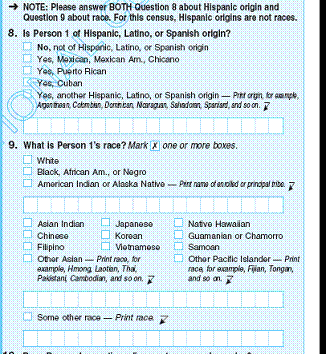 → NOTE: Please answer BOTH Question 8 about Hispanic origin and
Question 9 about race. For this census, Hispanic origins are not races.
8. Is Person 1 of Hispanic, Latino, or Spanish origin?
No, not of Hispanic, Latino, or Spanish origin
Yes, Mexican, Mexican Am., Chicano
Yes, Puerto Rican
Yes, Cuban
Yes, another Hispanic, Latino, or Spanish origin — Print origin, for example,
Argentinean, Colombian, Dominican, Nicaraguan, Salvadoran, Spaniard, and so on.
9. What is Person 1's race? Mark X one or more boxes.
White
Black, African Am., or Negro
American Indian or Alaska Native — Print name of enrolled or principal tribe.
Asian Indian Japanese Native Hawaiian
Chinese Korean Guamanian or Chamorro
Filipino Vietnamese Samoan
Other Asian — Print race, for Other Pacific Islander — Print
example, Hmong, Laotian, Thai, race, for example, Fijian, Tongan,
Pakistani, Cambodian, and so on. and so on.
Some other race — Print race.